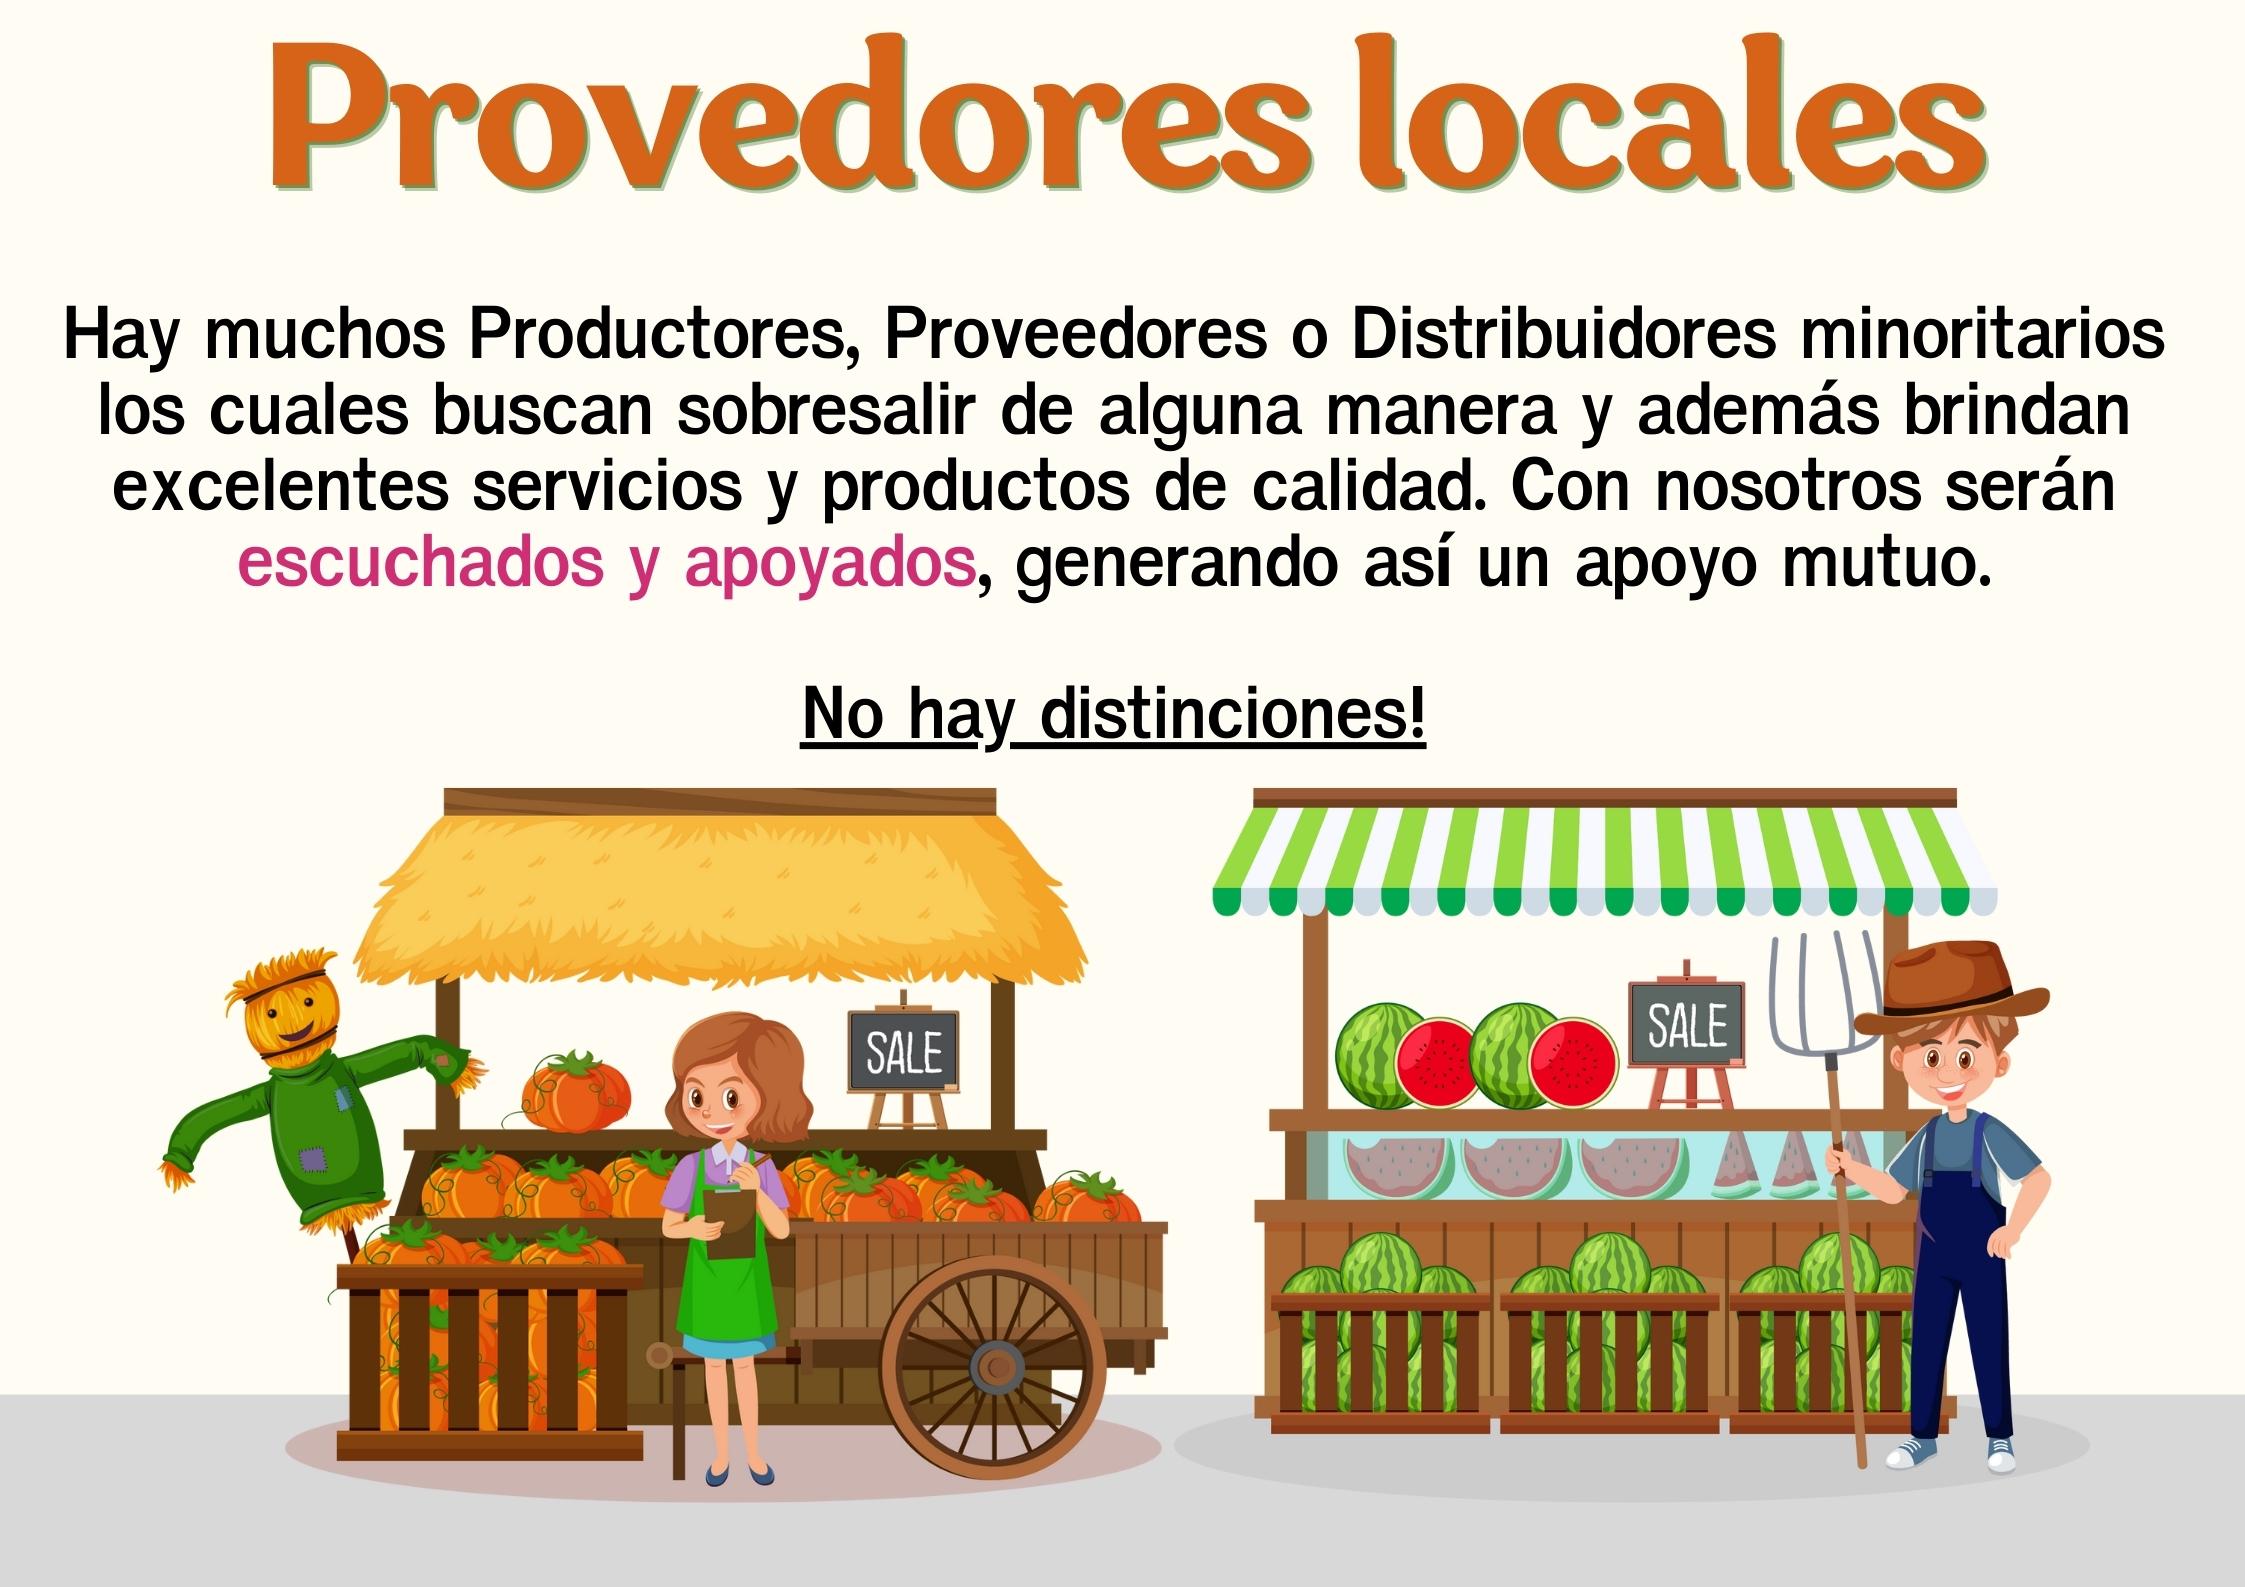 Provedores locales
Hay muchos Productores, Proveedores o Distribuidores minoritarios
los cuales buscan sobresalir de alguna manera y además brindan
excelentes servicios y productos de calidad. Con nosotros serán
escuchados y apoyados, generando así un apoyo mutuo.
No hay distinciones!
SALE
SALE